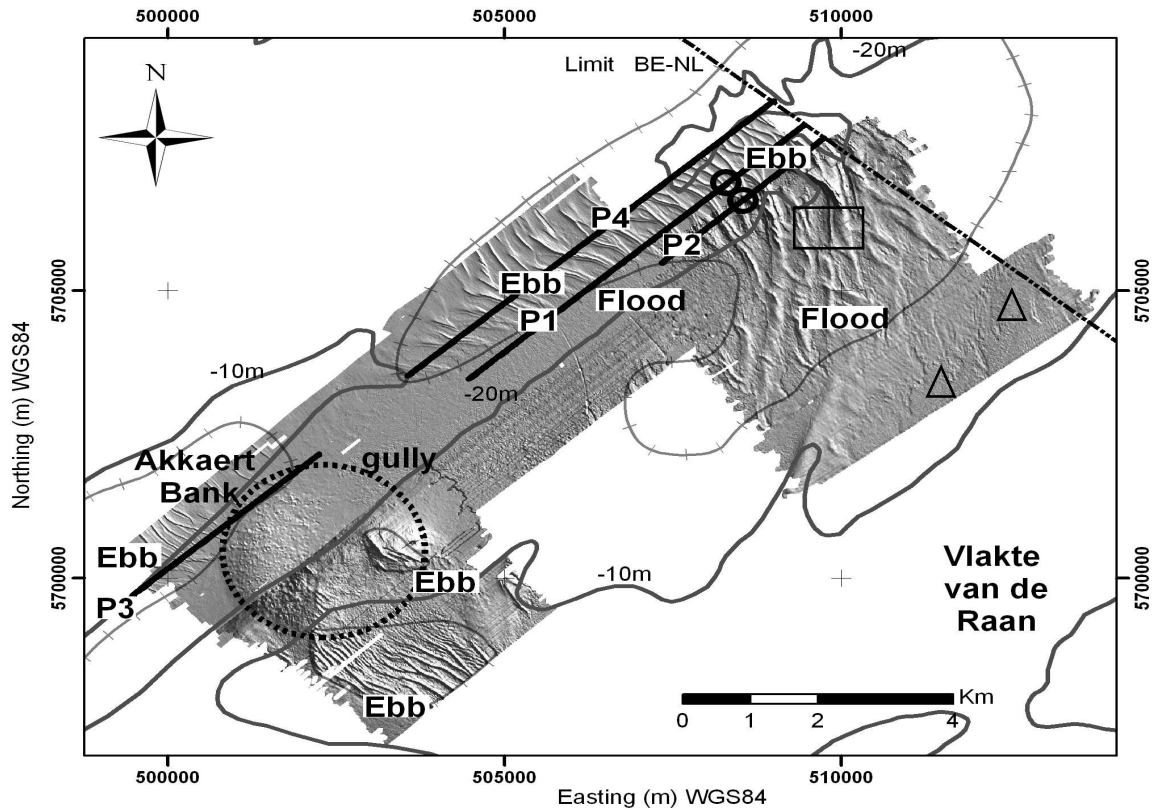 500000 505000 510000
-20m
Limit BE-NL
N
Ebb
P4
P2
5705000 5705000
Ebb
Flood
P1
Flood
-10m
-20m
Northing (m) WGS84
Akkaert
Bank
gully
Ebb
Ebb
-10m
5700000 5700000
P3
Vlakte
van de
Raan
Ebb
Km
0 1 2 4
500000 505000 510000
Easting (m) WGS84